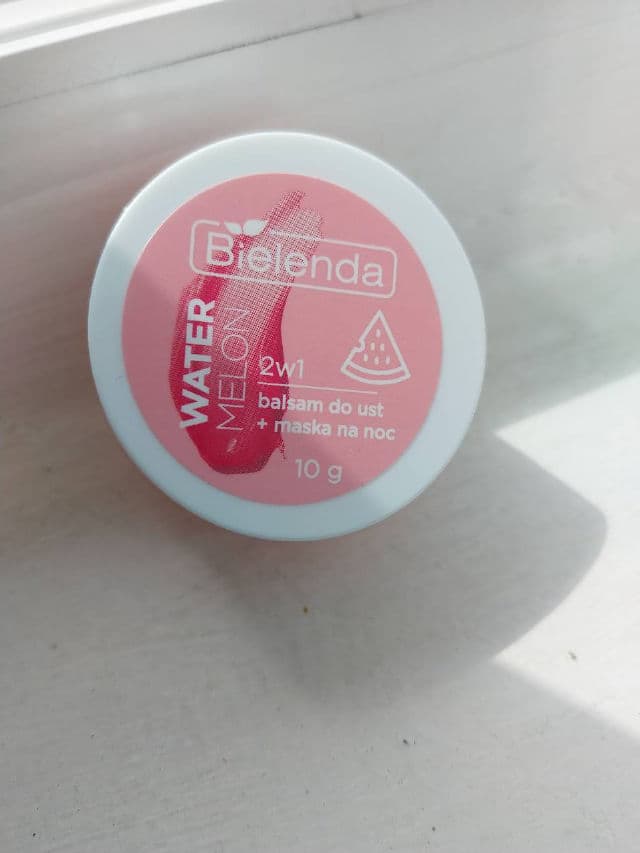 Bielenda
WATER
MELON
2w1
balsam do ust
+ maska na noc
10 g